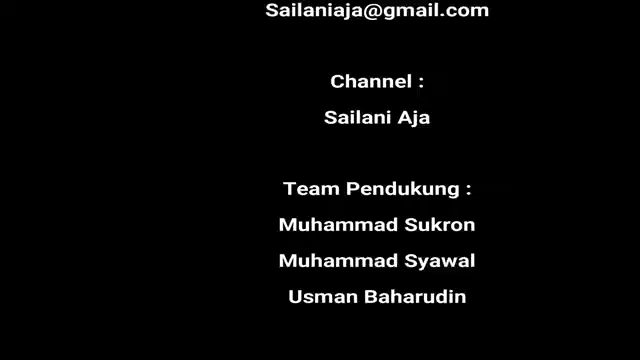 Sailaniaja@gmail.com
Channel :
Sailani Aja
Team Pendukung :
Muhammad Sukron
Muhammad Syawal
Usman Baharudin